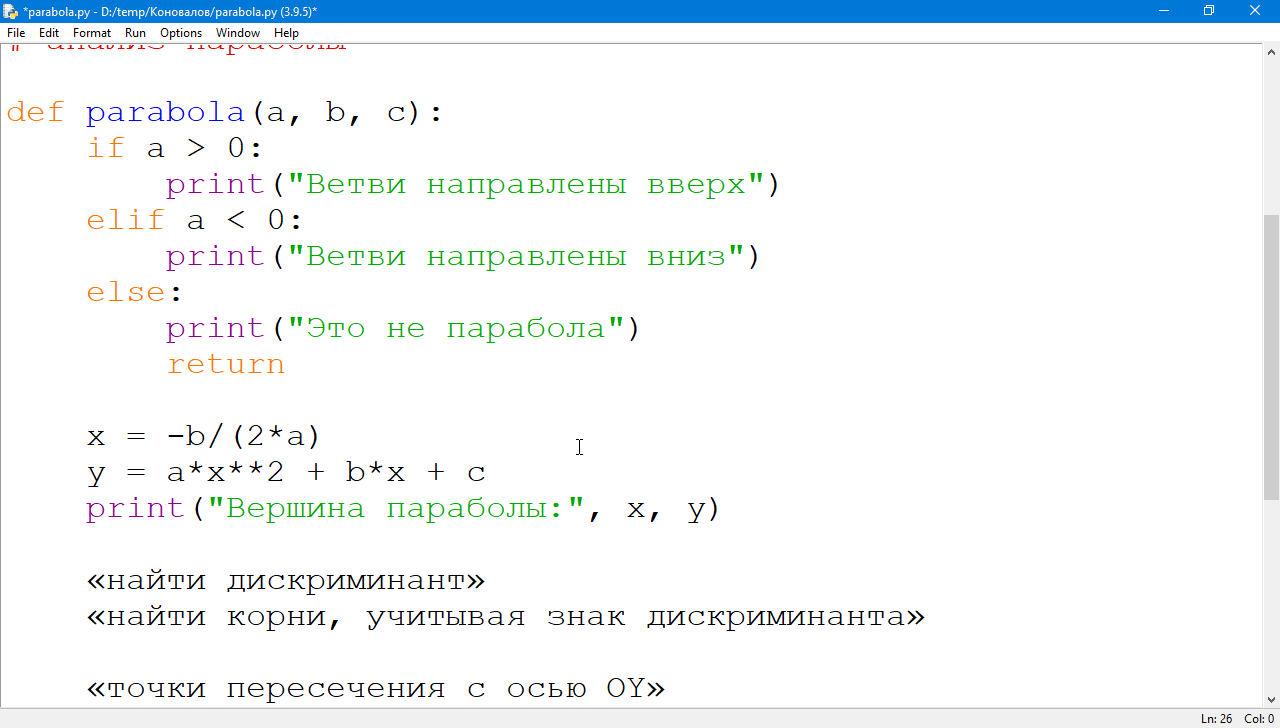 *parabola.py - D:/temp/Коновалов/parabola.py (3.9.5)*
File Edit Format Run Options Window Help
# анализ параболы
def parabola(a, b, c):
    if a > 0:
        print("Ветви направлены вверх")
    elif a < 0:
        print("Ветви направлены вниз")
    else:
        print("Это не парабола")
        return
    x = -b/(2*a)
    y = a*x**2 + b*x + c
    print("Вершина параболы:", x, y)
    «найти дискриминант»
    «найти корни, учитывая знак дискриминанта»
    «точки пересечения с осью OY»
Ln: 26 Col: 0